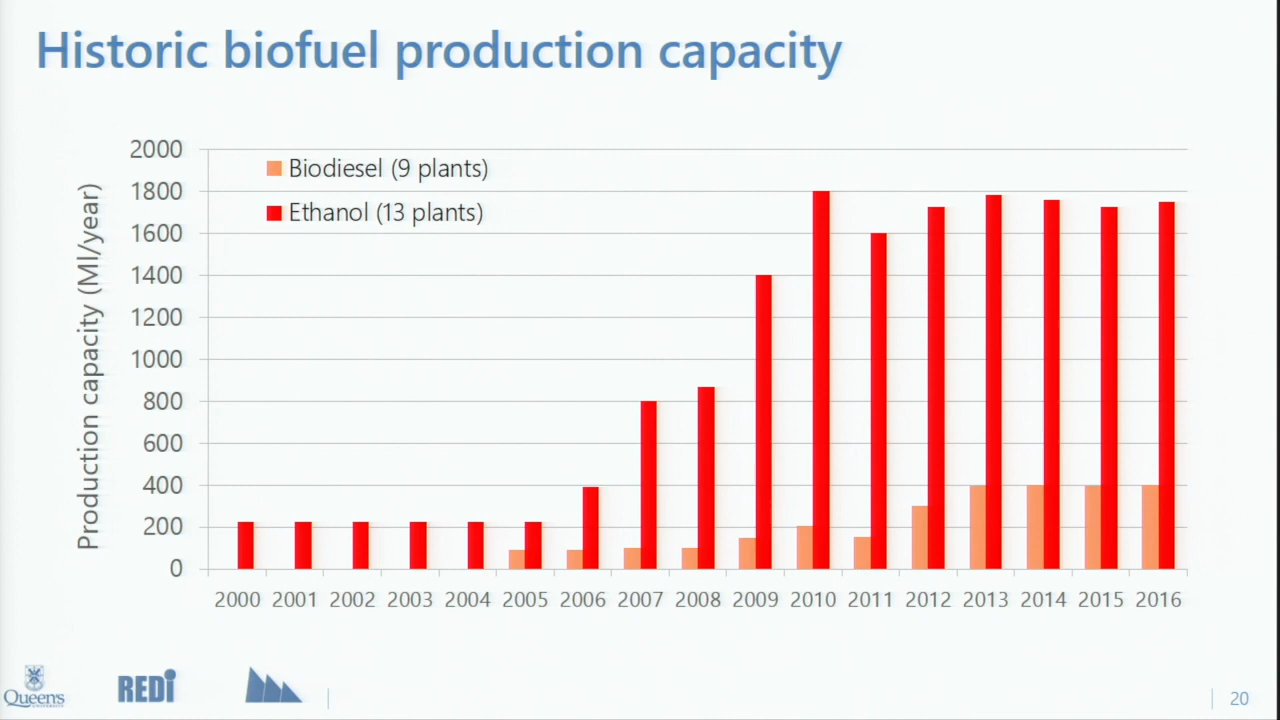 Historic biofuel production capacity
Production capacity (Ml/year)
2000
1800
1600
1400
1200
1000
800
600
400
200
0
Biodiesel (9 plants)
Ethanol (13 plants)
2000 2001 2002 2003 2004 2005 2006 2007 2008 2009 2010 2011 2012 2013 2014 2015 2016
Queen's
UNIVERSITY
REDi
20